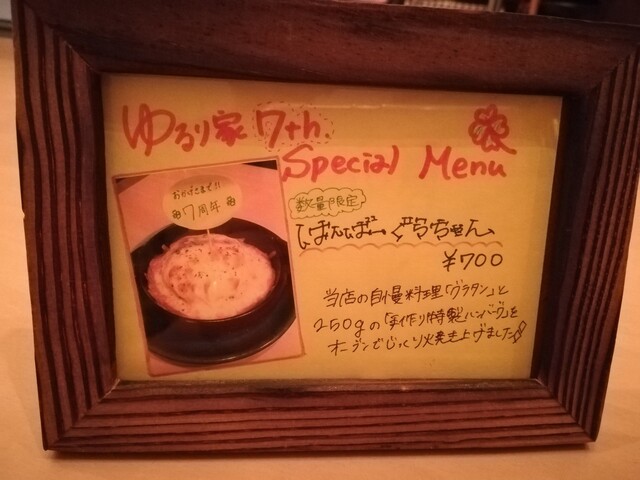 ゆるり家 7th
Special Menu
おかげさまで!!
7周年
数量限定
はんばーぐらちん
¥700
当店の自慢料理「グラタン」と
250gの「手作り特製ハンバーグ」を
オーブンでじっくり火焼き上げました